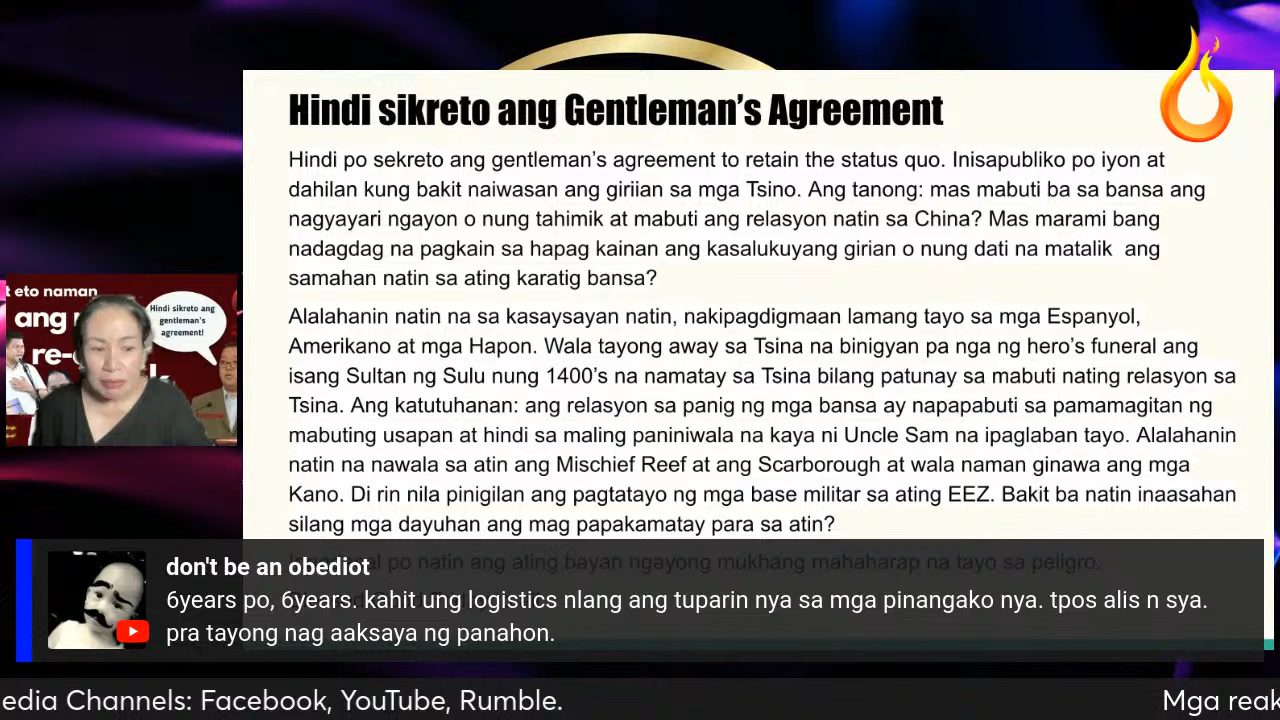 Hindi sikreto ang Gentleman's Agreement
Hindi po sekreto ang gentleman's agreement to retain the status quo. Inisapubliko po iyon at
dahilan kung bakit naiwasan ang giriian sa mga Tsino. Ang tanong: mas mabuti ba sa bansa ang
nagyayari ngayon o nung tahimik at mabuti ang relasyon natin sa China? Mas marami bang
nadagdag na pagkain sa hapag kainan ang kasalukuyang girian o nung dati na matalik ang
samahan natin sa ating karatig bansa?
Alalahanin natin na sa kasaysayan natin, nakipagdigmaan lamang tayo sa mga Espanyol,
Amerikano at mga Hapon. Wala tayong away sa Tsina na binigyan pa nga ng hero's funeral ang
isang Sultan ng Sulu nung 1400's na namatay sa Tsina bilang patunay sa mabuti nating relasyon sa
Tsina. Ang katutuhanan: ang relasyon sa panig ng mga bansa ay napapabuti sa pamamagitan ng
mabuting usapan at hindi sa maling paniniwala na kaya ni Uncle Sam na ipaglaban tayo. Alalahanin
natin na nawala sa atin ang Mischief Reef at ang Scarborough at wala naman ginawa ang mga
Kano. Di rin nila pinigilan ang pagtatayo ng mga base militar sa ating EEZ. Bakit ba natin inaasahan
silang mga dayuhan ang mag papakamatay para sa atin?
po natin ang ating bayan ngayong mukhang mahaharap na tayo sa peligro.
t eto naman
ang
re-
Hindi sikreto ang
gentleman's
agreement!
don't be an obediot
6years po, 6years. kahit ung logistics nlang ang tuparin nya sa mga pinangako nya. tpos alis n sya.
pra tayong nag aaksaya ng panahon.
edia Channels: Facebook, YouTube, Rumble.
Mga reak